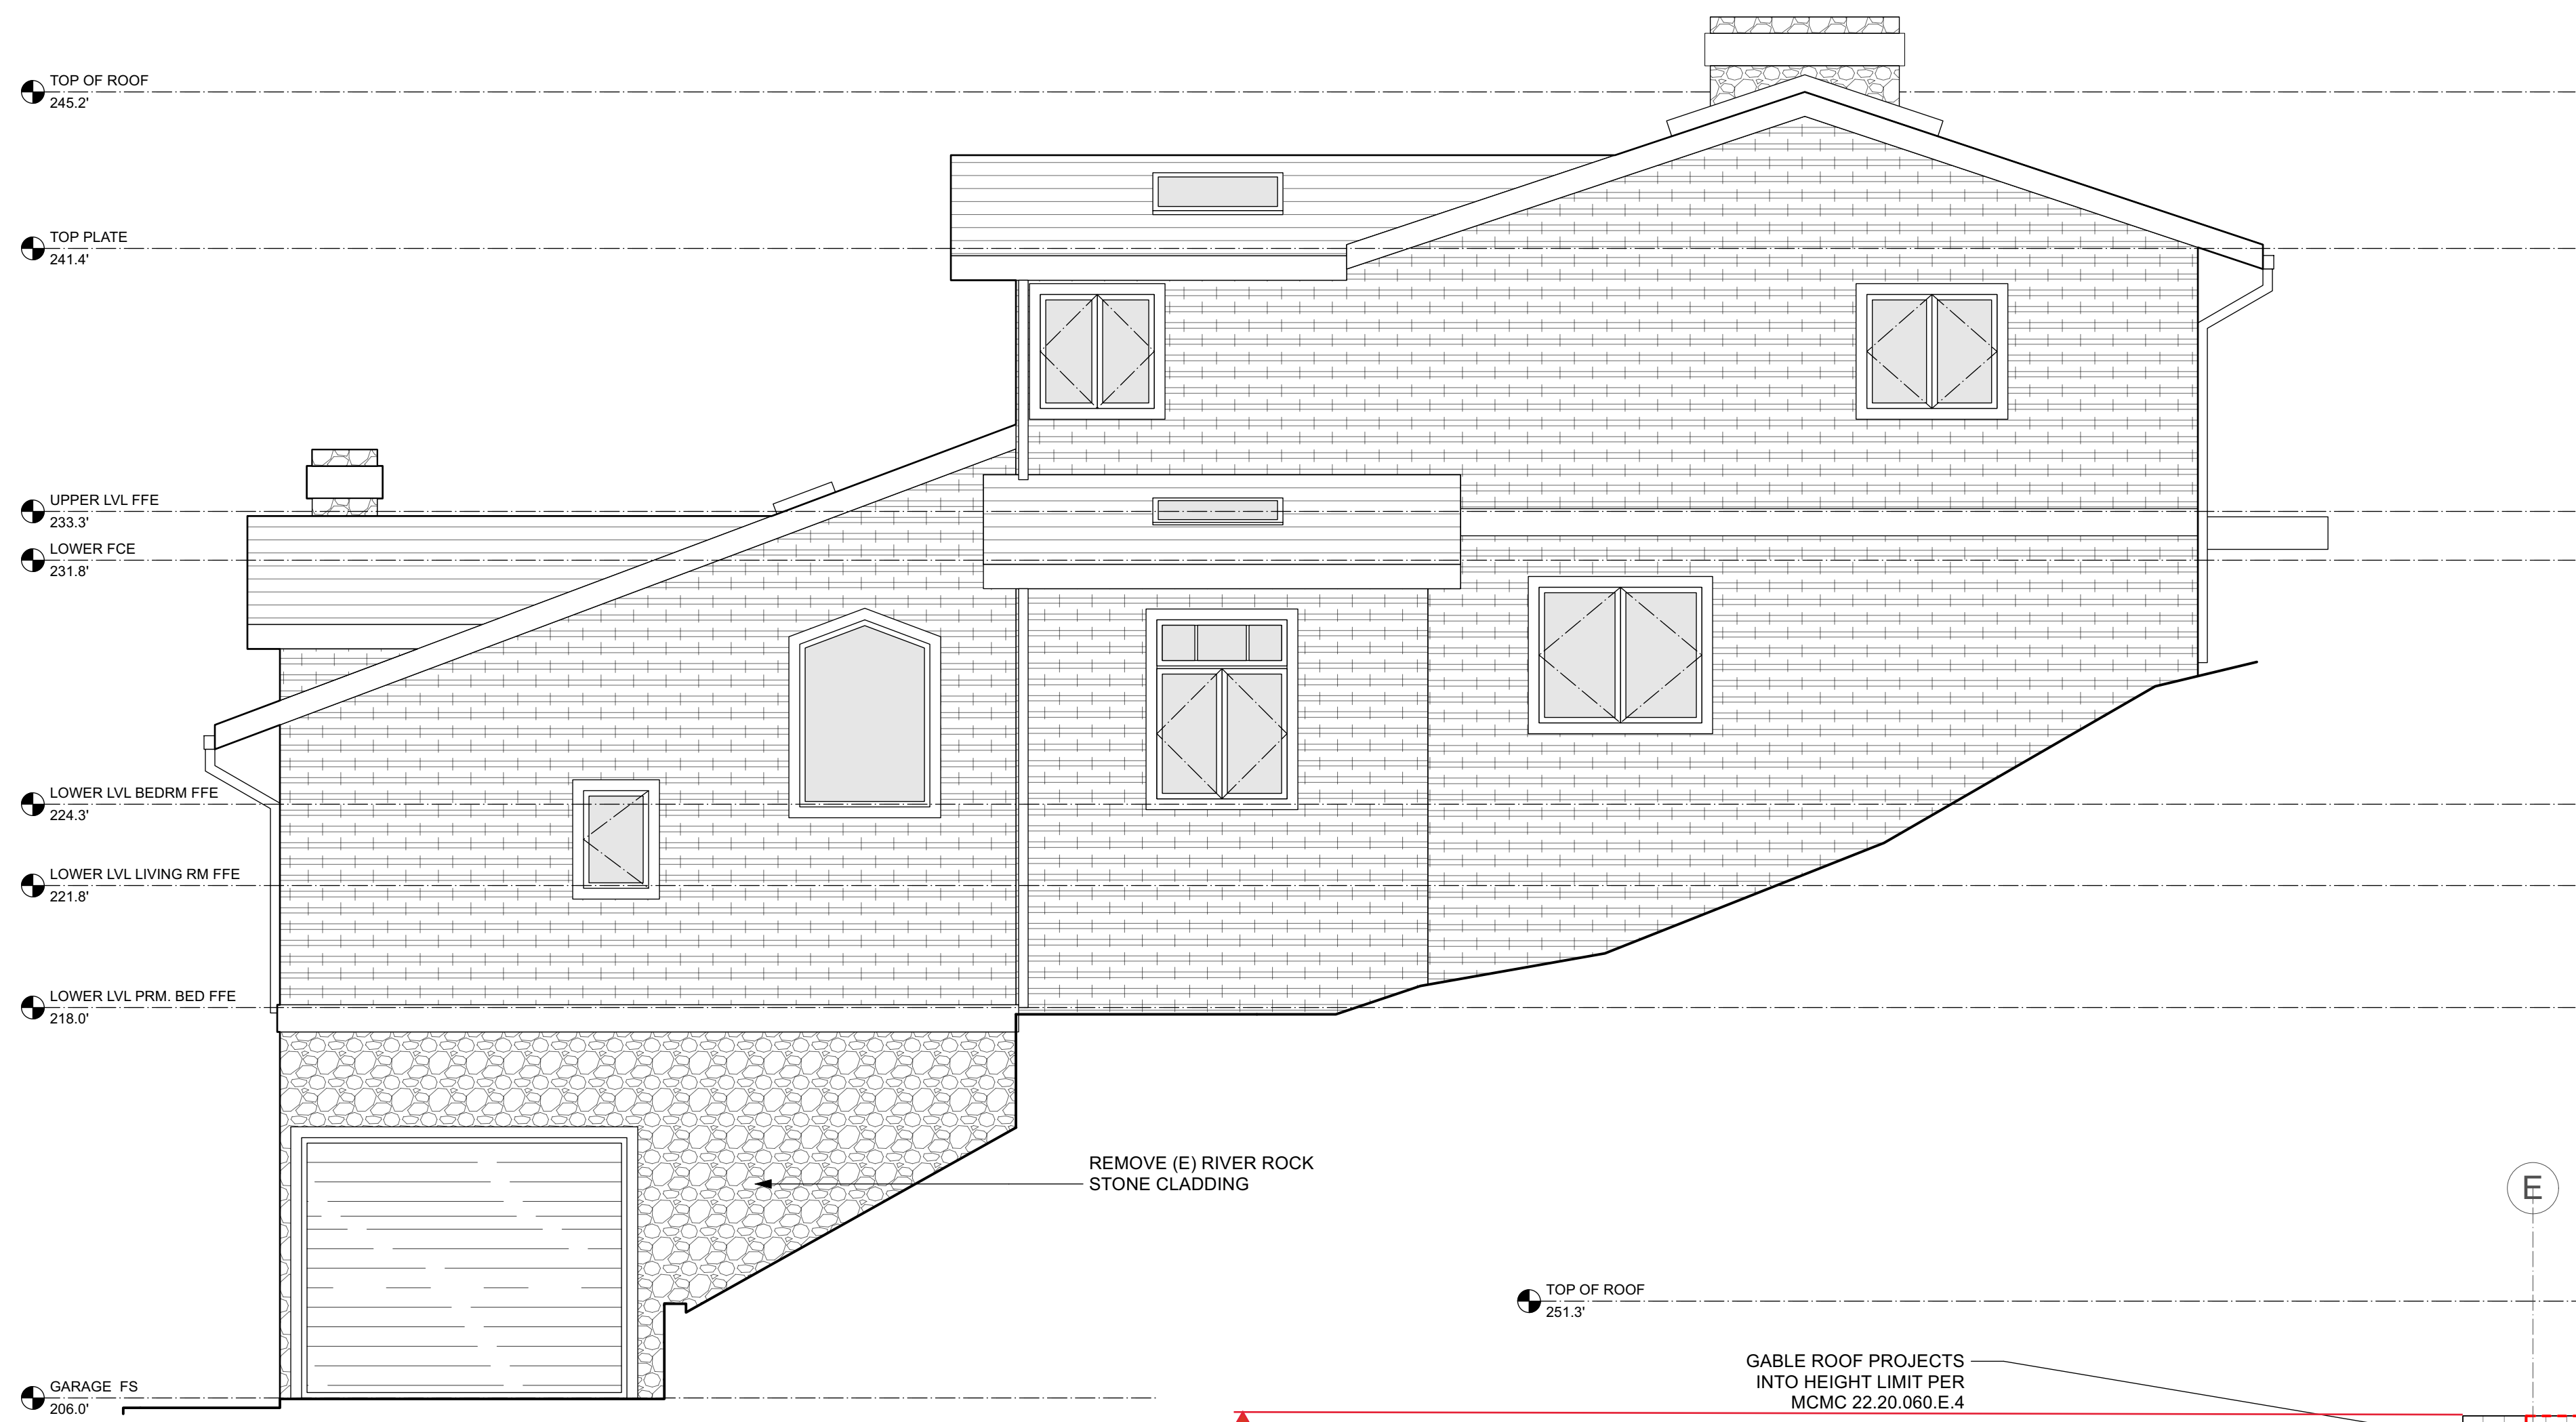 TOP OF ROOF
245.2'
TOP PLATE
241.4'
UPPER LVL FFE
233.3'
LOWER FCE
231.8'
LOWER LVL BEDRM FFE
224.3'
LOWER LVL LIVING RM FFE
221.8'
LOWER LVL PRM. BED FFE
218.0'
REMOVE (E) RIVER ROCK
STONE CLADDING
E
TOP OF ROOF
251.3'
GABLE ROOF PROJECTS
INTO HEIGHT LIMIT PER
MCMC 22.20.060.E.4
GARAGE FS
206.0'